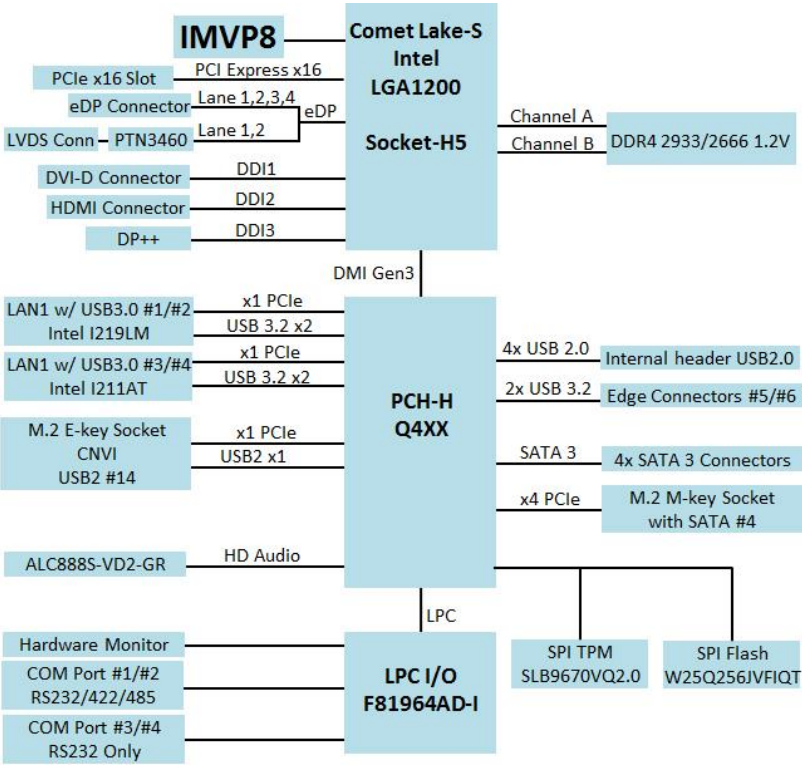 IMVP8
Comet Lake-S
Intel
LGA1200
Socket-H5
PCIe x16 Slot
PCI Express x16
eDP Connector
Lane 1,2,3,4
eDP
LVDS Conn
PTN3460
Lane 1,2
DVI-D Connector
DDI1
HDMI Connector
DDI2
DP++
DDI3
Channel A
Channel B
DDR4 2933/2666 1.2V
DMI Gen3
LAN1 w/ USB3.0 #1/#2
Intel I219LM
x1 PCIe
USB 3.2 x2
LAN1 w/ USB3.0 #3/#4
Intel I211AT
x1 PCIe
USB 3.2 x2
M.2 E-key Socket
CNVI
USB2 #14
x1 PCIe
USB2 x1
ALC888S-VD2-GR
HD Audio
PCH-H
Q4XX
4x USB 2.0
Internal header USB2.0
2x USB 3.2
Edge Connectors #5/#6
SATA 3
4x SATA 3 Connectors
x4 PCIe
M.2 M-key Socket
with SATA #4
LPC
Hardware Monitor
COM Port #1/#2
RS232/422/485
COM Port #3/#4
RS232 Only
LPC I/O
F81964AD-I
SPI TPM
SLB9670VQ2.0
SPI Flash
W25Q256JVFIQT